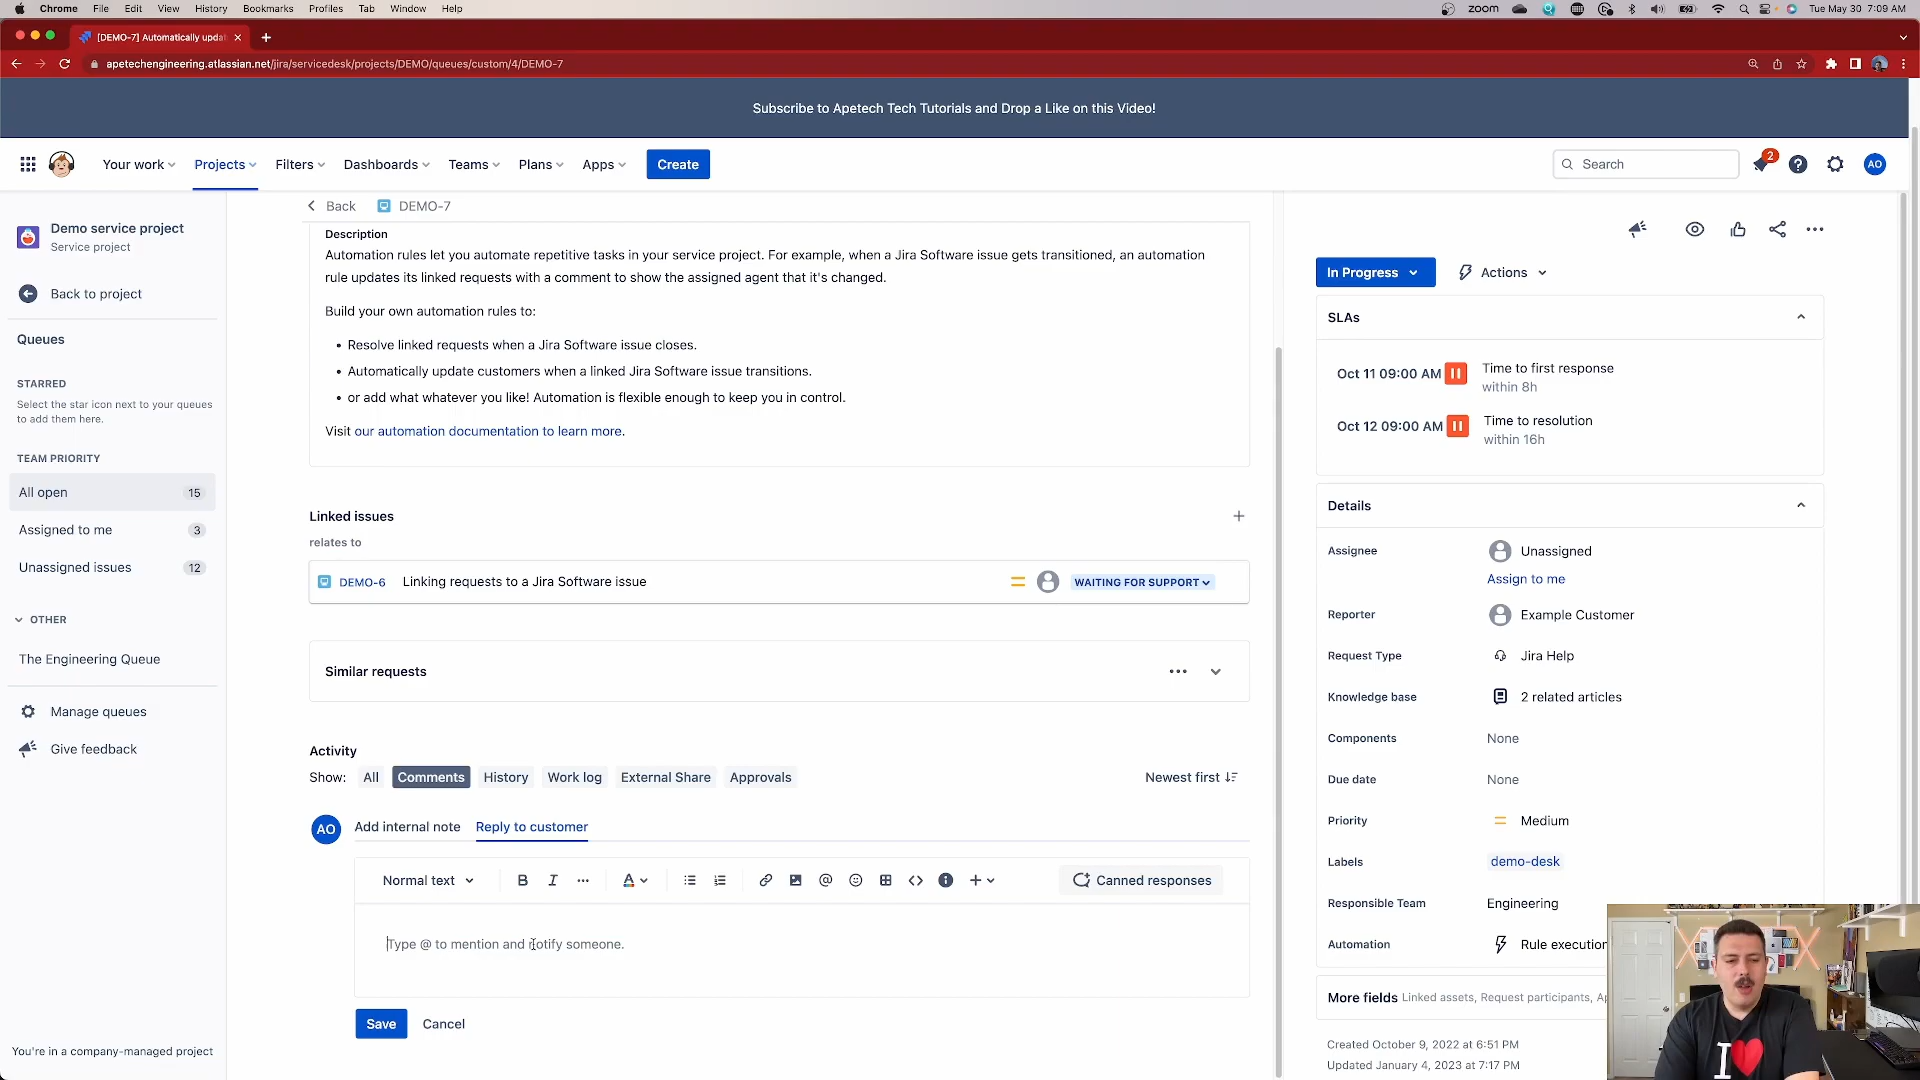 Chrome File Edit View History Bookmarks Profiles Tab Window Help zoom Tue May 30 7:09 AM
[DEMO-7] Automatically upda
apetechengineering.atlassian.net/jira/servicedesk/projects/DEMO/queues/custom/4/DEMO-7
Subscribe to Apetech Tech Tutorials and Drop a Like on this Video!
Your work Projects Filters Dashboards Teams Plans Apps Create Search 2 AO
Demo service project
Service project
Back to project
Queues
STARRED
Select the star icon next to your queues
to add them here.
TEAM PRIORITY
All open 15
Assigned to me 3
Unassigned issues 12
OTHER
The Engineering Queue
Manage queues
Give feedback
You're in a company-managed project
Back DEMO-7
Description
Automation rules let you automate repetitive tasks in your service project. For example, when a Jira Software issue gets transitioned, an automation
rule updates its linked requests with a comment to show the assigned agent that it's changed.
Build your own automation rules to:
• Resolve linked requests when a Jira Software issue closes.
• Automatically update customers when a linked Jira Software issue transitions.
• or add what whatever you like! Automation is flexible enough to keep you in control.
Visit our automation documentation to learn more.
Linked issues
relates to
DEMO-6 Linking requests to a Jira Software issue WAITING FOR SUPPORT
Similar requests
Activity
Show: All Comments History Work log External Share Approvals Newest first
AO Add internal note Reply to customer
Normal text B I A Canned responses
Type @ to mention and notify someone.
Save Cancel
In Progress Actions
SLAs
Oct 11 09:00 AM Time to first response
within 8h
Oct 12 09:00 AM Time to resolution
within 16h
Details
Assignee Unassigned
Assign to me
Reporter Example Customer
Request Type Jira Help
Knowledge base 2 related articles
Components None
Due date None
Priority Medium
Labels demo-desk
Responsible Team Engineering
Automation Rule execution
More fields Linked assets, Request participants, Ap
Created October 9, 2022 at 6:51 PM
Updated January 4, 2023 at 7:17 PM
I